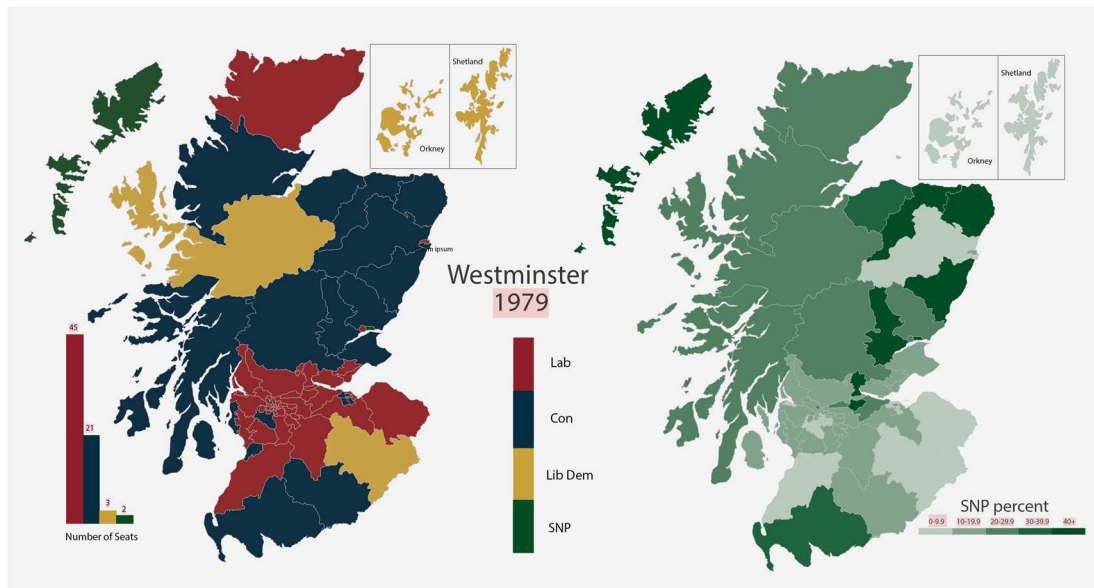 Shetland
Orkney
m ipsum
Westminster
1979
45
21
3
2
Number of Seats
Lab
Con
Lib Dem
SNP
Shetland
Orkney
SNP percent
0-9.9 10-19.9 20-29.9 30-39.9 40+